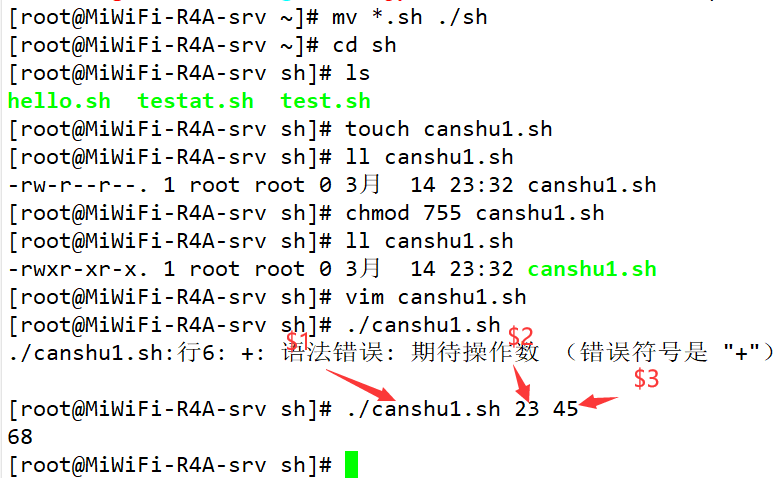 [root@MiWiFi-R4A-srv ~]# mv *.sh ./sh
[root@MiWiFi-R4A-srv ~]# cd sh
[root@MiWiFi-R4A-srv sh]# ls
hello.sh  testat.sh  test.sh
[root@MiWiFi-R4A-srv sh]# touch canshu1.sh
[root@MiWiFi-R4A-srv sh]# ll canshu1.sh
-rw-r--r--. 1 root root 0 3月  14 23:32 canshu1.sh
[root@MiWiFi-R4A-srv sh]# chmod 755 canshu1.sh
[root@MiWiFi-R4A-srv sh]# ll canshu1.sh
-rwxr-xr-x. 1 root root 0 3月  14 23:32 canshu1.sh
[root@MiWiFi-R4A-srv sh]# vim canshu1.sh
[root@MiWiFi-R4A-srv sh]# ./canshu1.sh
./canshu1.sh:行6: +: 语法错误: 期待操作数 （错误符号是 "+"）
$1
$2
$3
[root@MiWiFi-R4A-srv sh]# ./canshu1.sh 23 45
68
[root@MiWiFi-R4A-srv sh]#